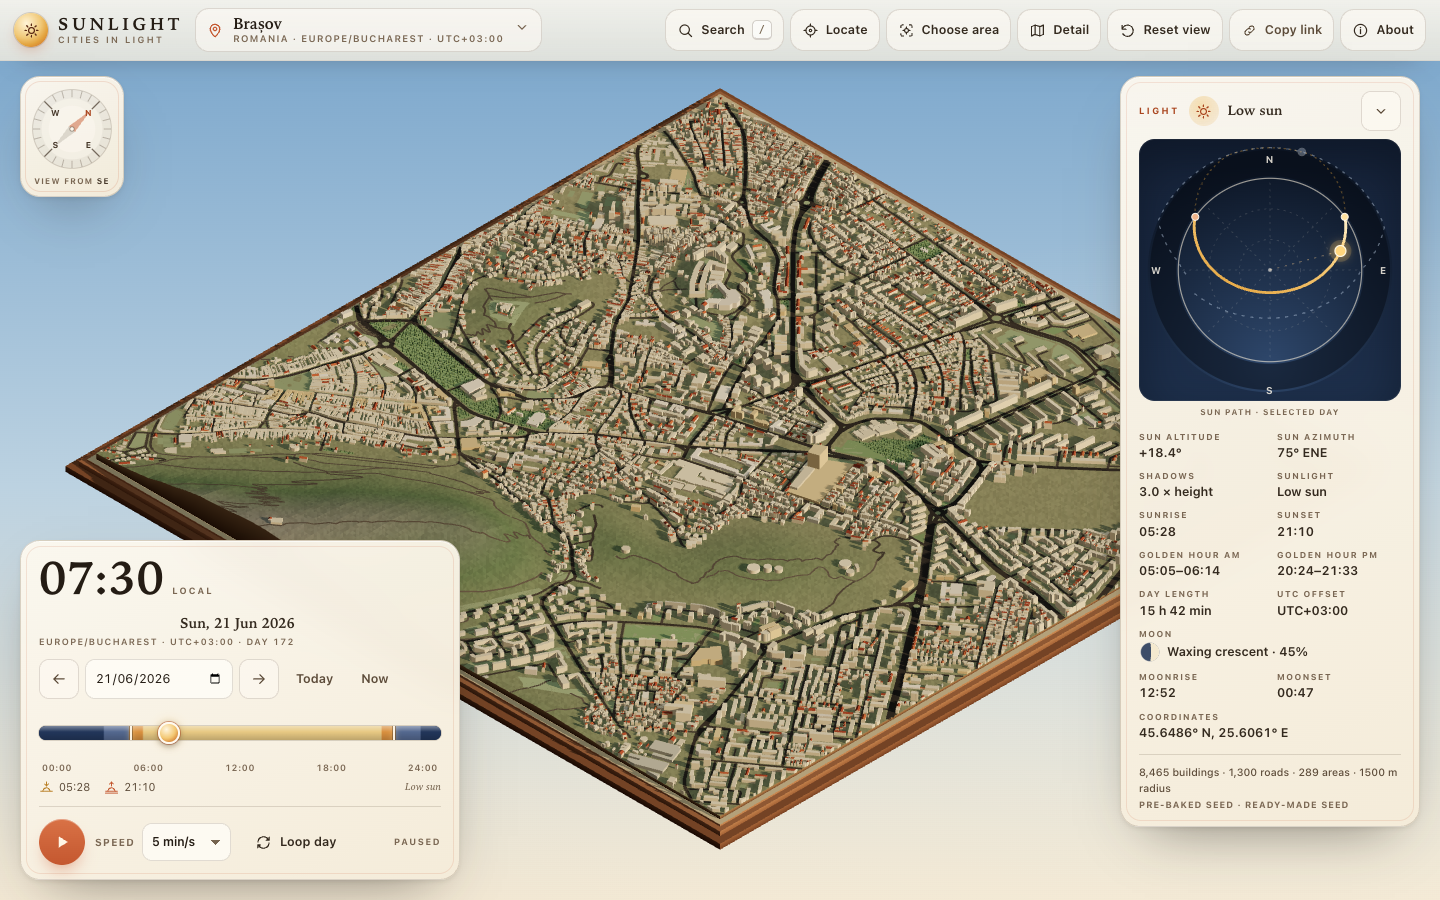 SUNLIGHT
CITIES IN LIGHT
Brașov
ROMÂNIA · EUROPE/BUCHAREST · UTC+03:00
Search /
Locate
Choose area
Detail
Reset view
Copy link
About
W N
S E
VIEW FROM SE
LIGHT Low sun
N
W E
S
SUN PATH · SELECTED DAY
SUN ALTITUDE SUN AZIMUTH
+18.4° 75° ENE
SHADOWS SUNLIGHT
3.0 × height Low sun
SUNRISE SUNSET
05:28 21:10
GOLDEN HOUR AM GOLDEN HOUR PM
05:05–06:14 20:24–21:33
DAY LENGTH UTC OFFSET
15 h 42 min UTC+03:00
MOON
Waxing crescent · 45%
MOONRISE MOONSET
12:52 00:47
COORDINATES
45.6486° N, 25.6061° E
8,465 buildings · 1,300 roads · 289 areas · 1500 m
radius
PRE-BAKED SEED · READY-MADE SEED
07:30 LOCAL
Sun, 21 Jun 2026
EUROPE/BUCHAREST · UTC+03:00 · DAY 172
21/06/2026 Today Now
00:00 06:00 12:00 18:00 24:00
05:28 21:10 Low sun
SPEED 5 min/s Loop day PAUSED